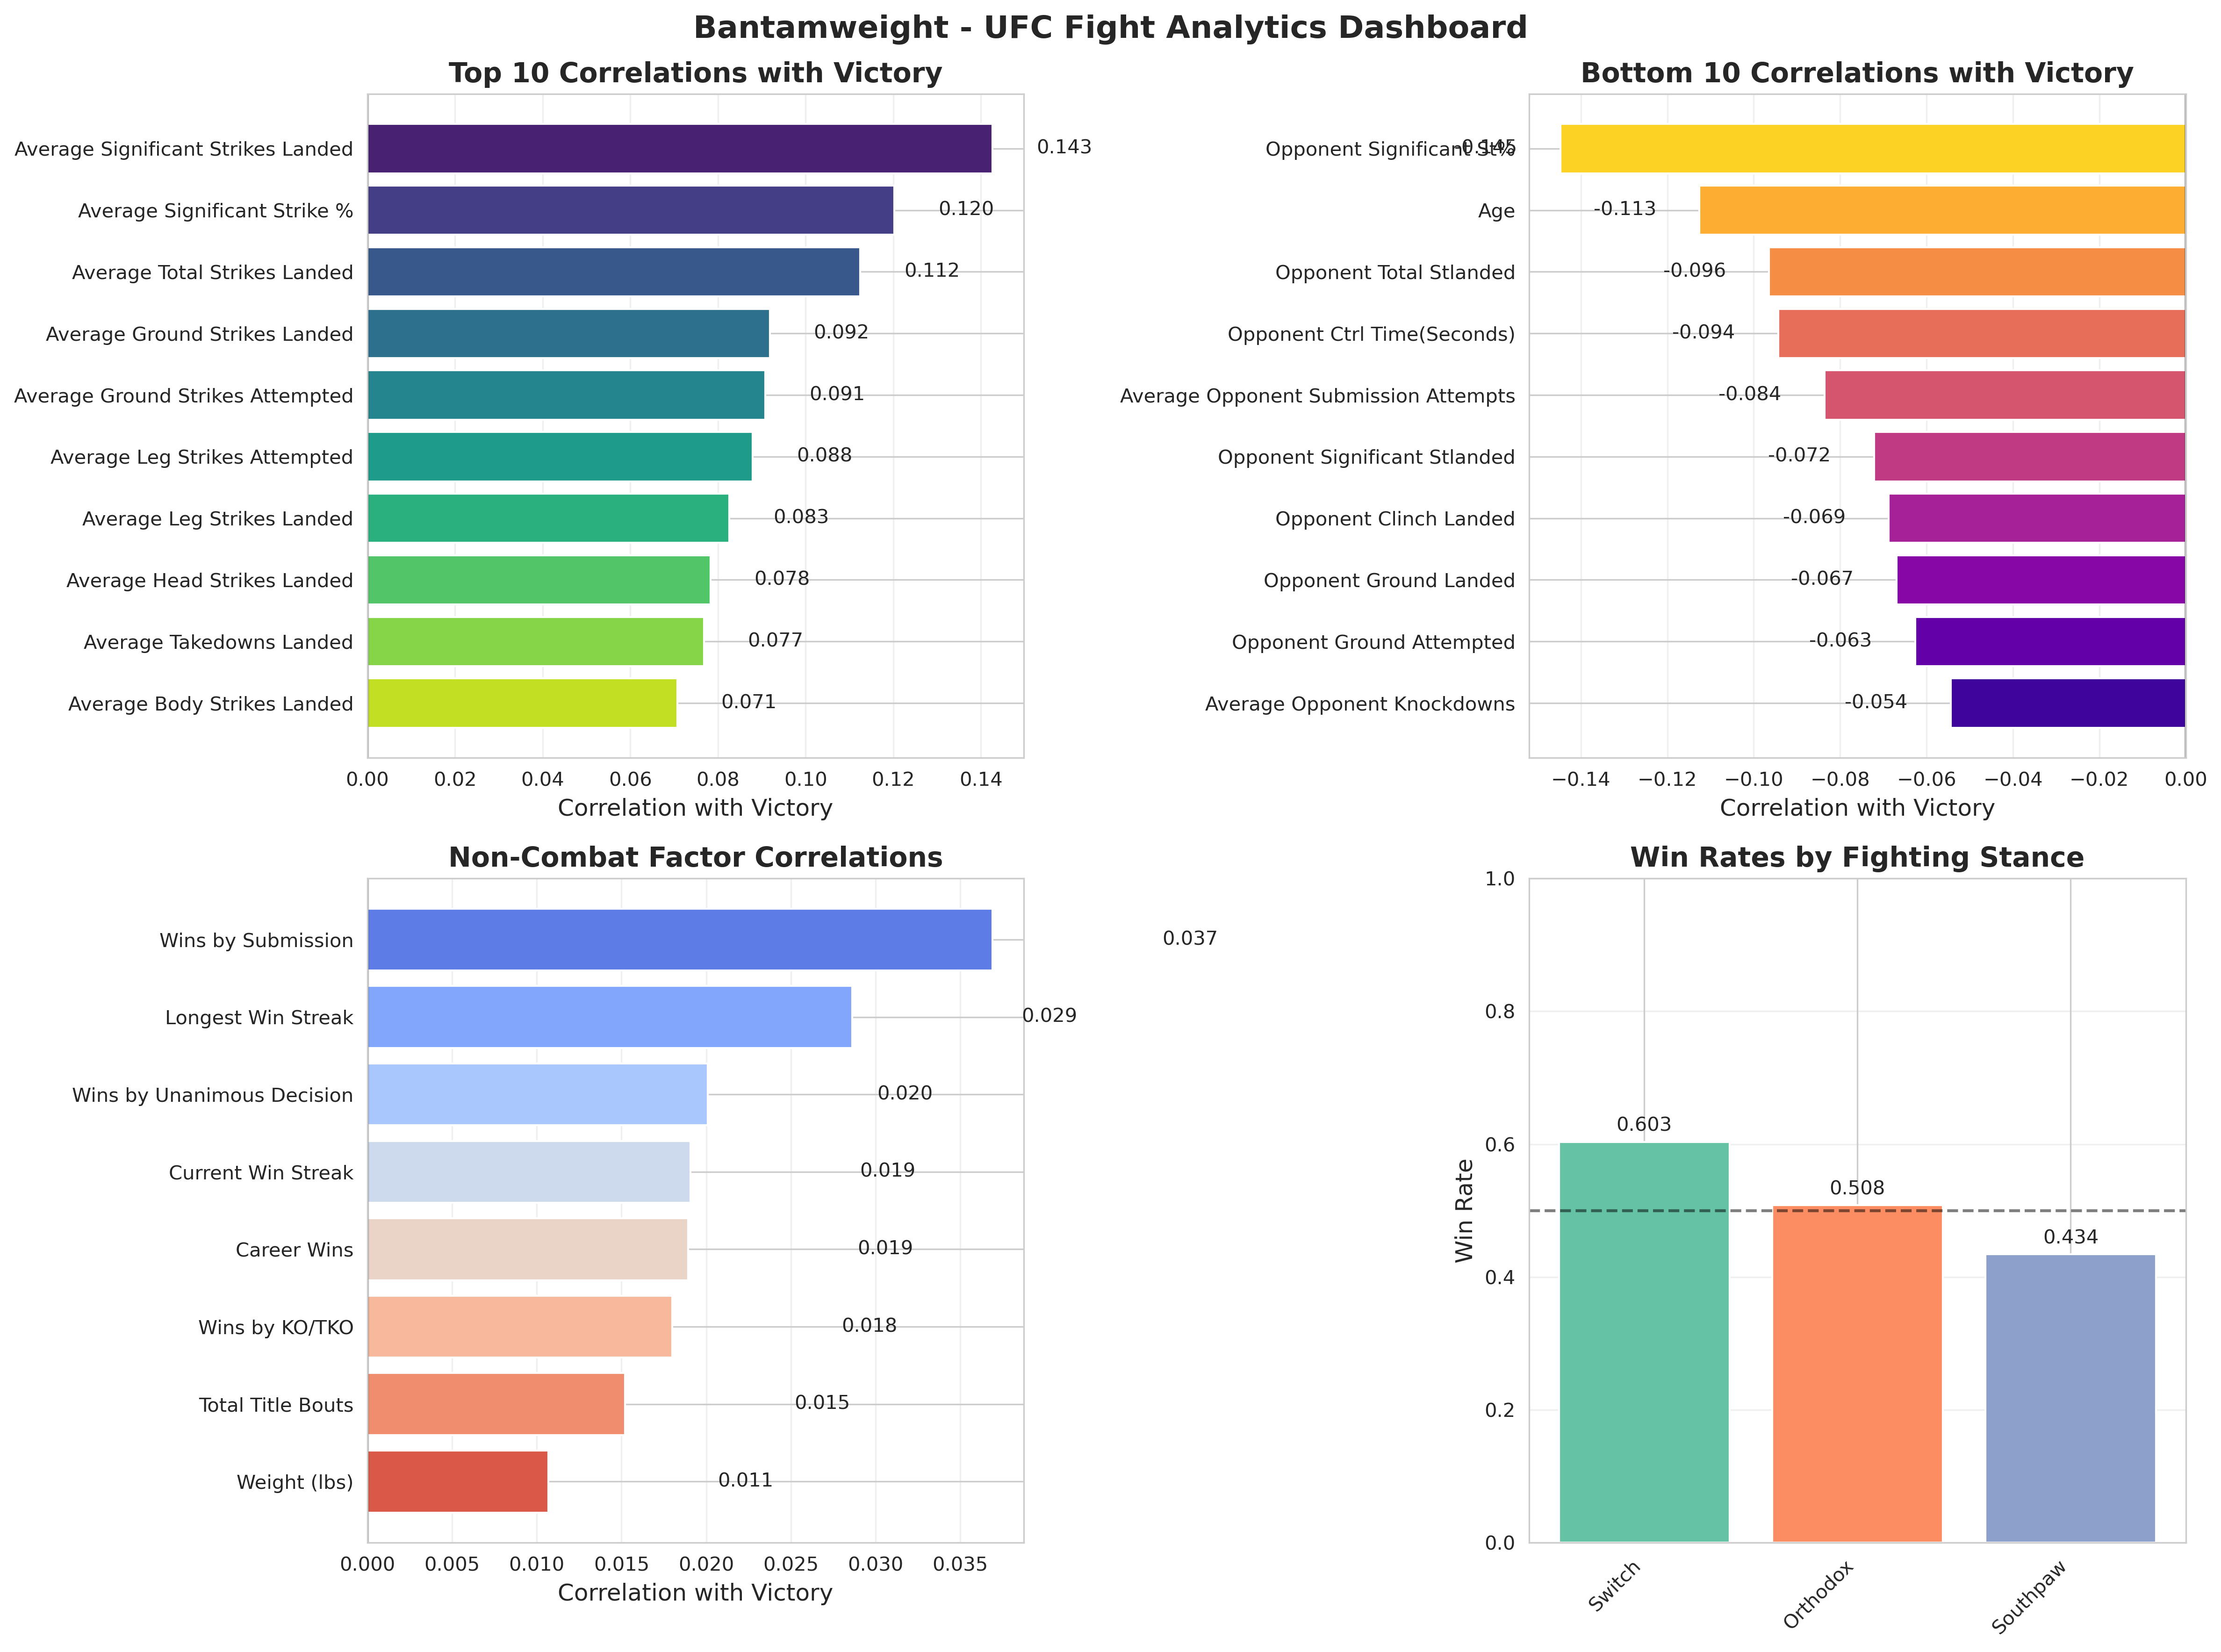 Bantamweight - UFC Fight Analytics Dashboard
Top 10 Correlations with Victory
Average Significant Strikes Landed 0.143
Average Significant Strike % 0.120
Average Total Strikes Landed 0.112
Average Ground Strikes Landed 0.092
Average Ground Strikes Attempted 0.091
Average Leg Strikes Attempted 0.088
Average Leg Strikes Landed 0.083
Average Head Strikes Landed 0.078
Average Takedowns Landed 0.077
Average Body Strikes Landed 0.071
0.00 0.02 0.04 0.06 0.08 0.10 0.12 0.14
Correlation with Victory
Bottom 10 Correlations with Victory
Opponent Significant St% -0.145
Age -0.113
Opponent Total Stlanded -0.096
Opponent Ctrl Time(Seconds) -0.094
Average Opponent Submission Attempts -0.084
Opponent Significant Stlanded -0.072
Opponent Clinch Landed -0.069
Opponent Ground Landed -0.067
Opponent Ground Attempted -0.063
Average Opponent Knockdowns -0.054
−0.14 −0.12 −0.10 −0.08 −0.06 −0.04 −0.02 0.00
Correlation with Victory
Non-Combat Factor Correlations
Wins by Submission 0.037
Longest Win Streak 0.029
Wins by Unanimous Decision 0.020
Current Win Streak 0.019
Career Wins 0.019
Wins by KO/TKO 0.018
Total Title Bouts 0.015
Weight (lbs) 0.011
0.000 0.005 0.010 0.015 0.020 0.025 0.030 0.035
Correlation with Victory
Win Rates by Fighting Stance
Win Rate
1.0
0.8
0.6
0.4
0.2
0.0
0.603
0.508
0.434
Switch
Orthodox
Southpaw